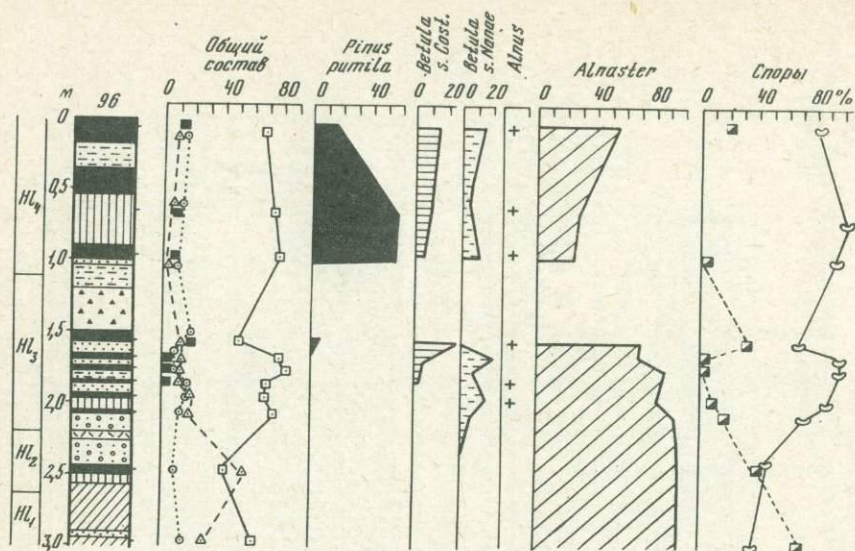 Общий состав
Pinus pumila
Betula s. Cost.
Betula s. Nanae
Alnus
Alnaster
Споры
м 96
0 40 80
0 50
0 20
0 20
0 40 80
0 40 80%
0
0,5
1,0
1,5
2,0
2,5
3,0
Hl4
Hl3
Hl2
Hl1
+
+
+
+
+
+